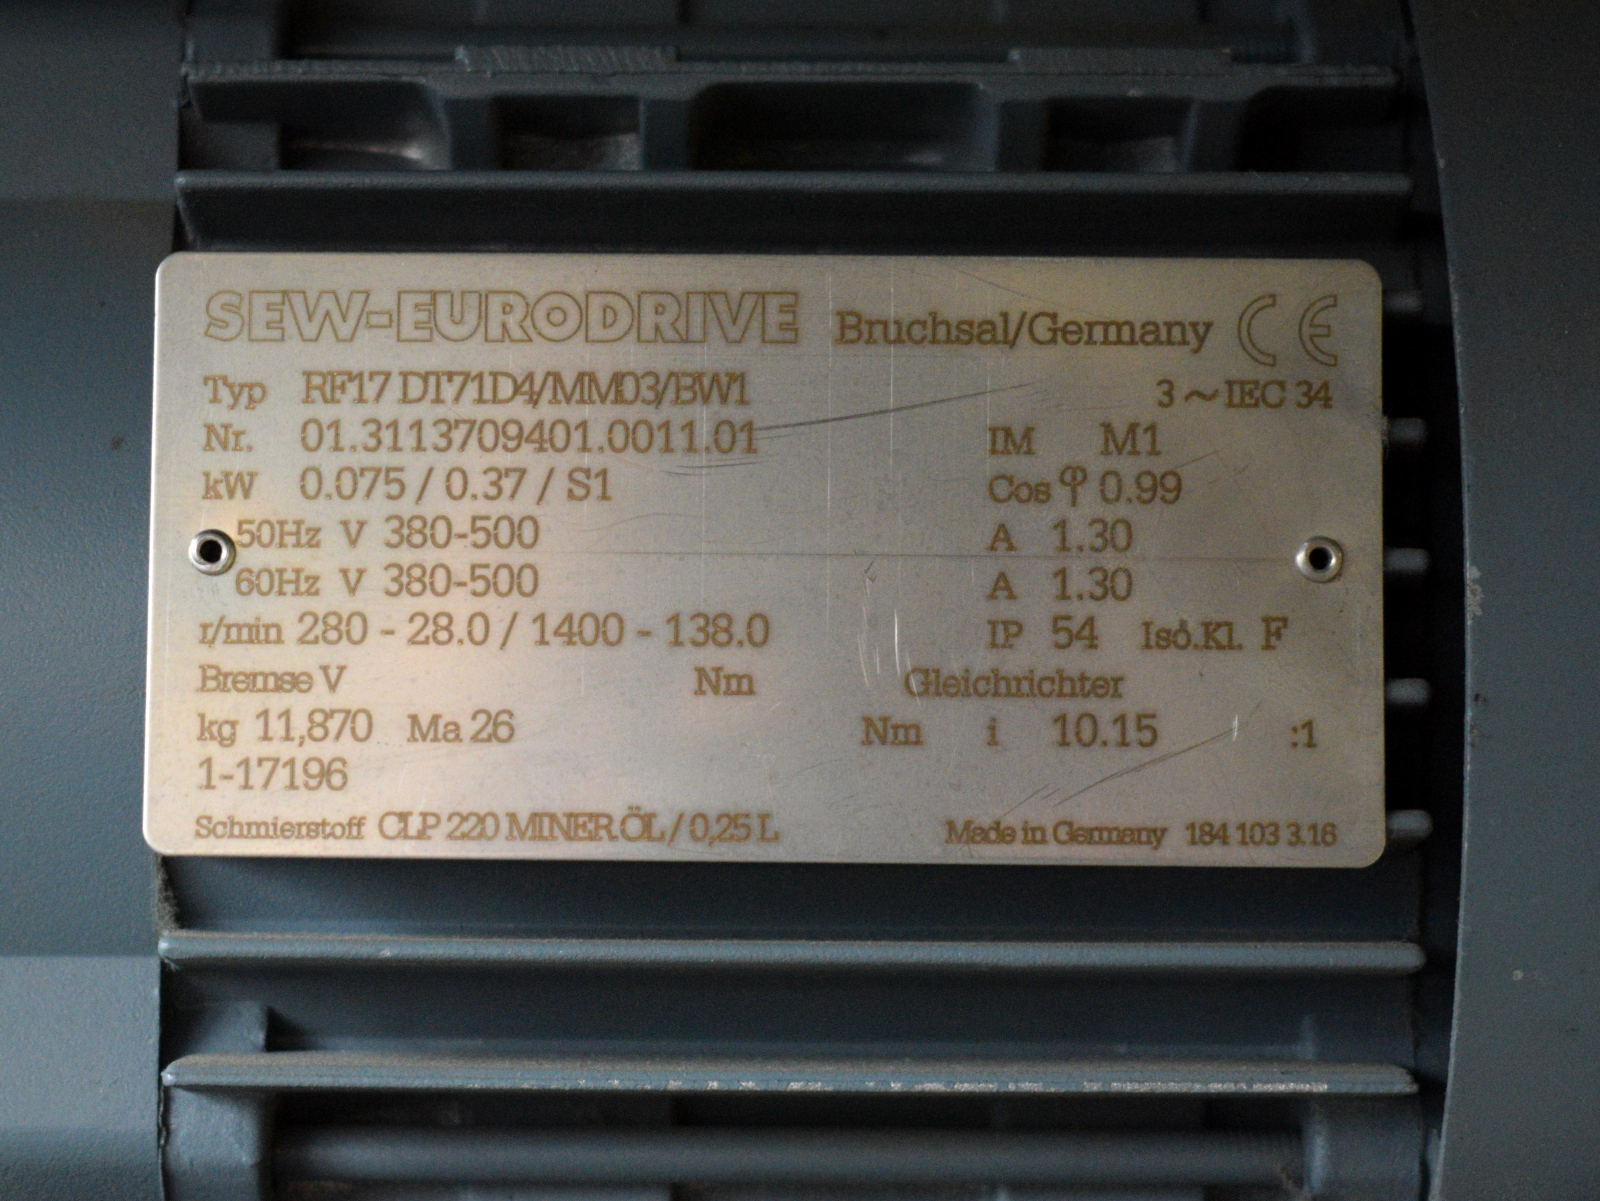 SEW-EURODRIVE Bruchsal/Germany CE
Typ RF17 DT71D4/MM03/BW1 3 ~ IEC 34
Nr. 01.3113709401.0011.01 IM M1
kW 0.075 / 0.37 / S1 Cos φ 0.99
50Hz V 380-500 A 1.30
60Hz V 380-500 A 1.30
r/min 280 - 28.0 / 1400 - 138.0 IP 54 Iso.Kl. F
Bremse V Nm Gleichrichter
kg 11,870 Ma 26 Nm i 10.15 :1
1-17196
Schmierstoff CLP 220 MINER.ÖL / 0,25 L Made in Germany 184 103 3.16